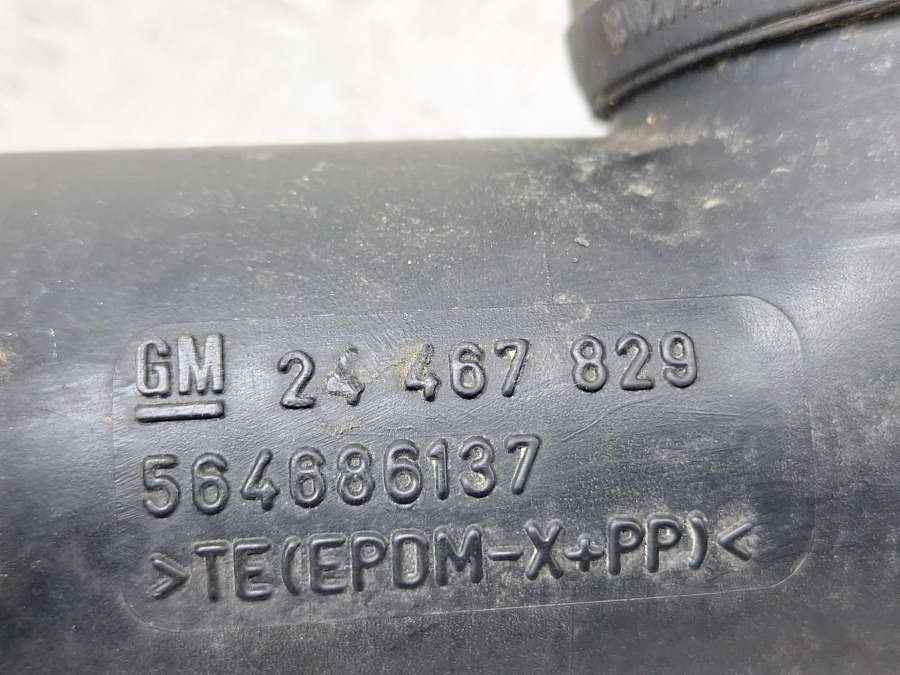 GM 24 467 829
564686137
>TE(EPDM-X+PP)<